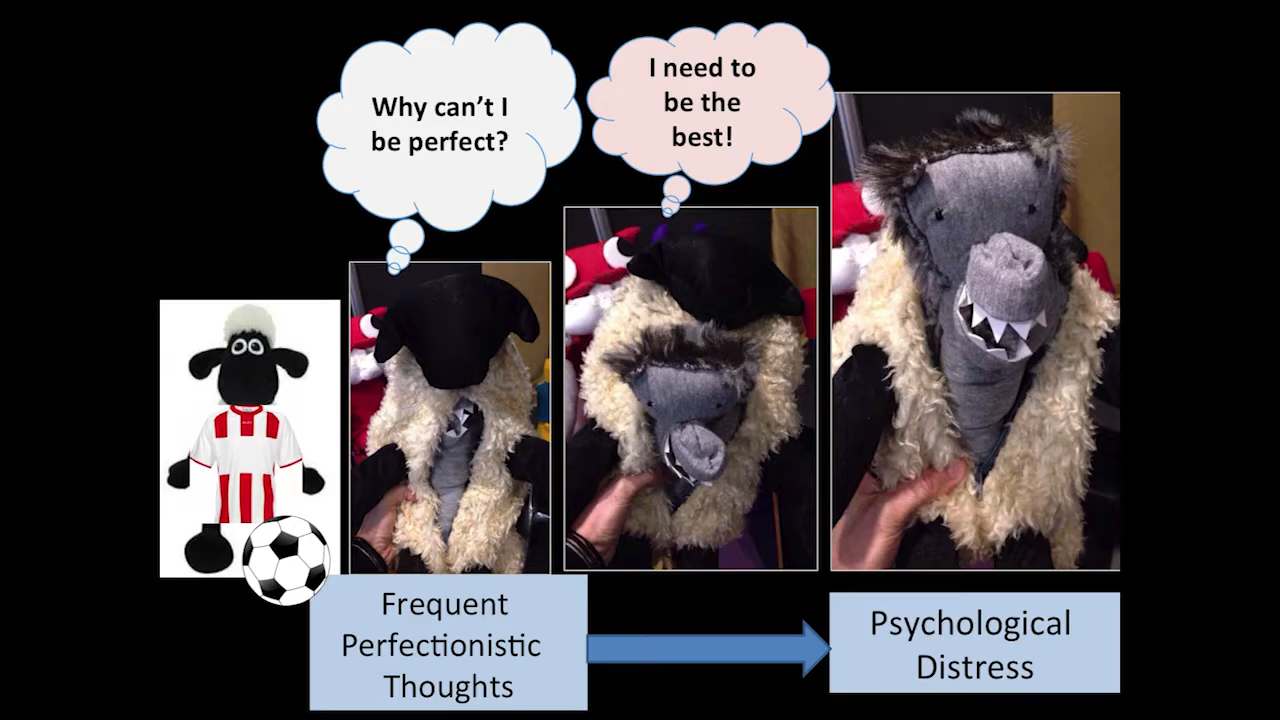 Why can't I
be perfect?
I need to
be the
best!
Frequent
Perfectionistic
Thoughts
Psychological
Distress